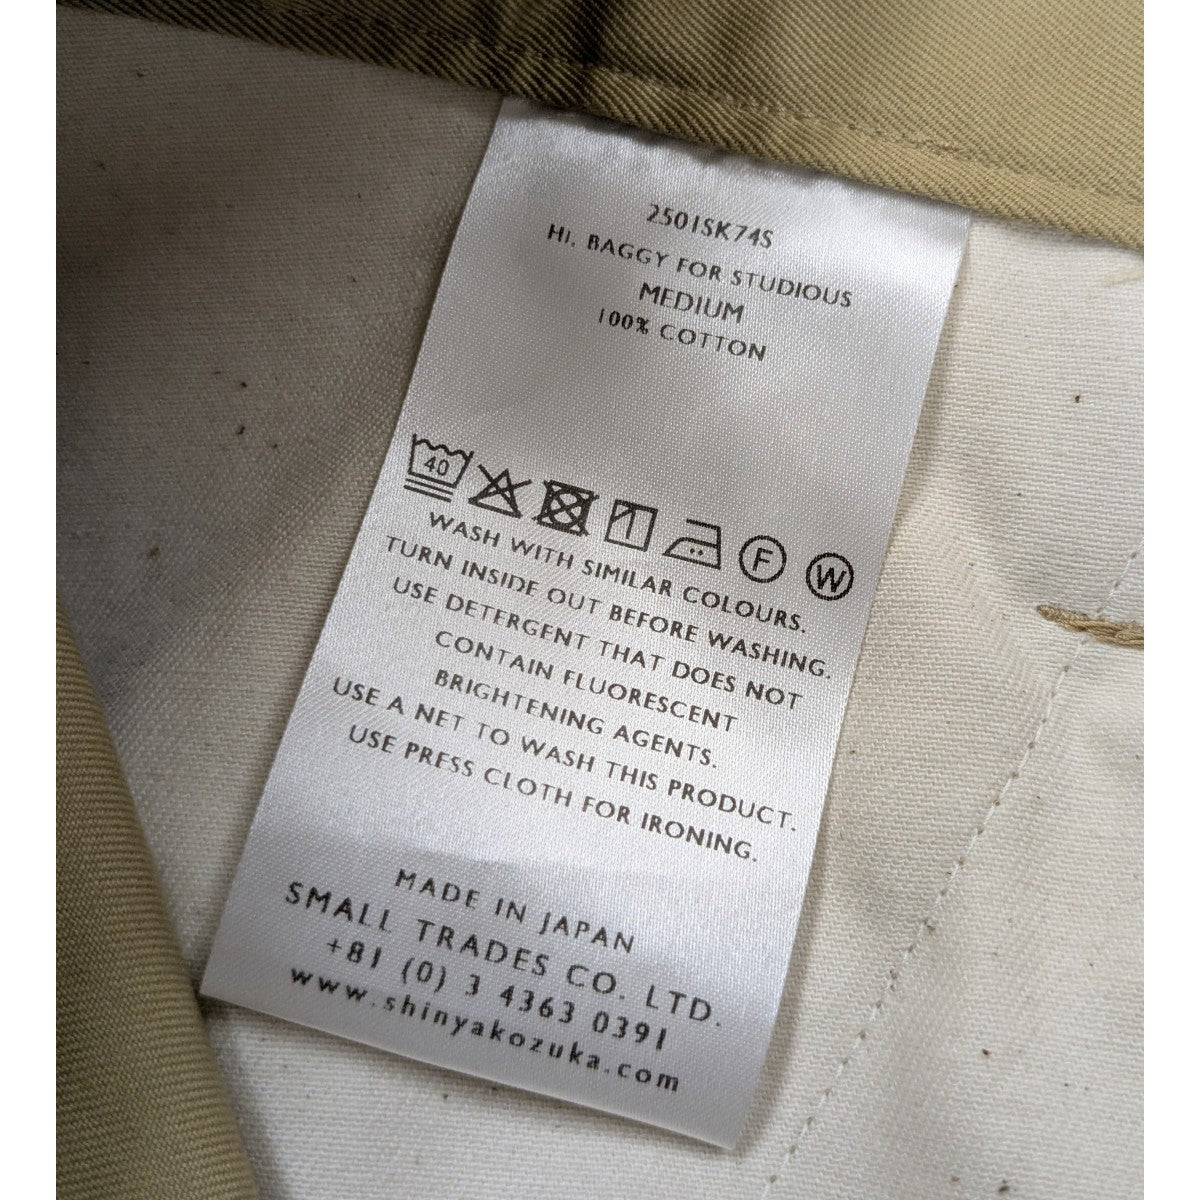 2501SK74S
HI. BAGGY FOR STUDIOUS
MEDIUM
100% COTTON
40 F W
WASH WITH SIMILAR COLOURS.
TURN INSIDE OUT BEFORE WASHING.
USE DETERGENT THAT DOES NOT
CONTAIN FLUORESCENT
BRIGHTENING AGENTS.
USE A NET TO WASH THIS PRODUCT.
USE PRESS CLOTH FOR IRONING.
MADE IN JAPAN
SMALL TRADES CO. LTD.
+81 (0) 3 4363 0391
www.shinyakozuka.com